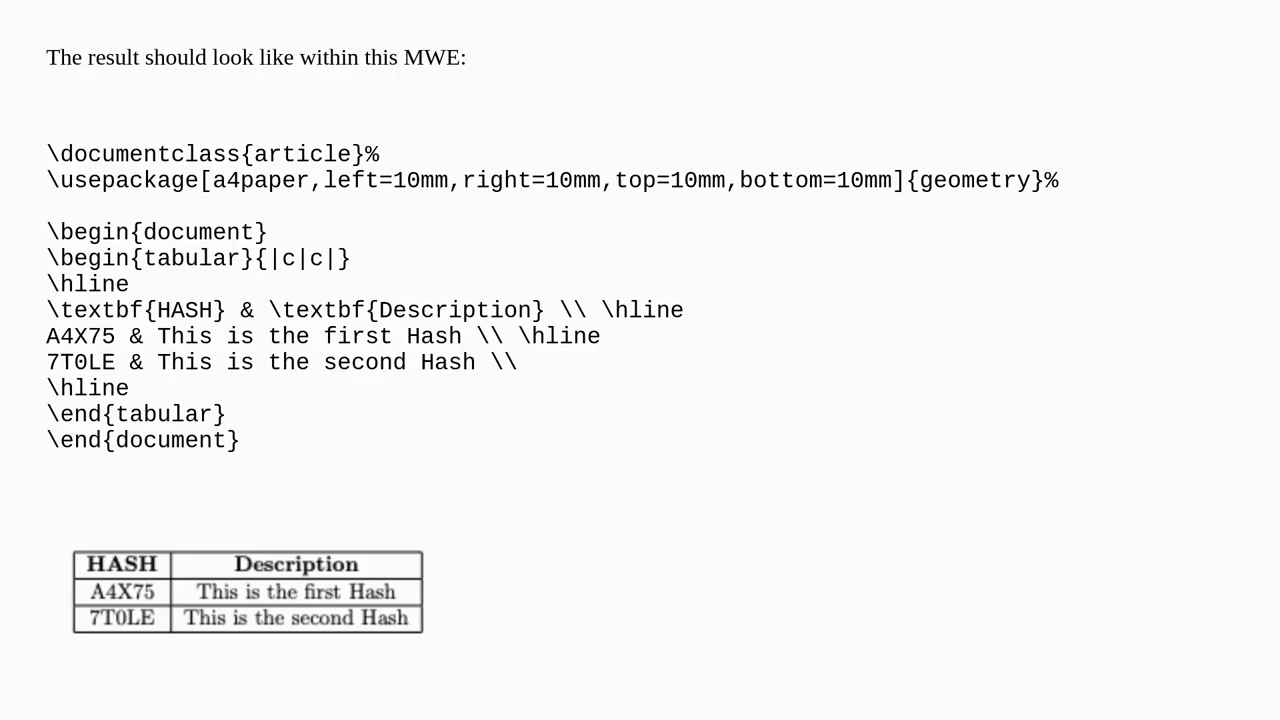 The result should look like within this MWE:
\documentclass{article}%
\usepackage[a4paper,left=10mm,right=10mm,top=10mm,bottom=10mm]{geometry}%
\begin{document}
\begin{tabular}{|c|c|}
\hline
\textbf{HASH} & \textbf{Description} \\ \hline
A4X75 & This is the first Hash \\ \hline
7T0LE & This is the second Hash \\
\hline
\end{tabular}
\end{document}
HASH Description
A4X75 This is the first Hash
7T0LE This is the second Hash